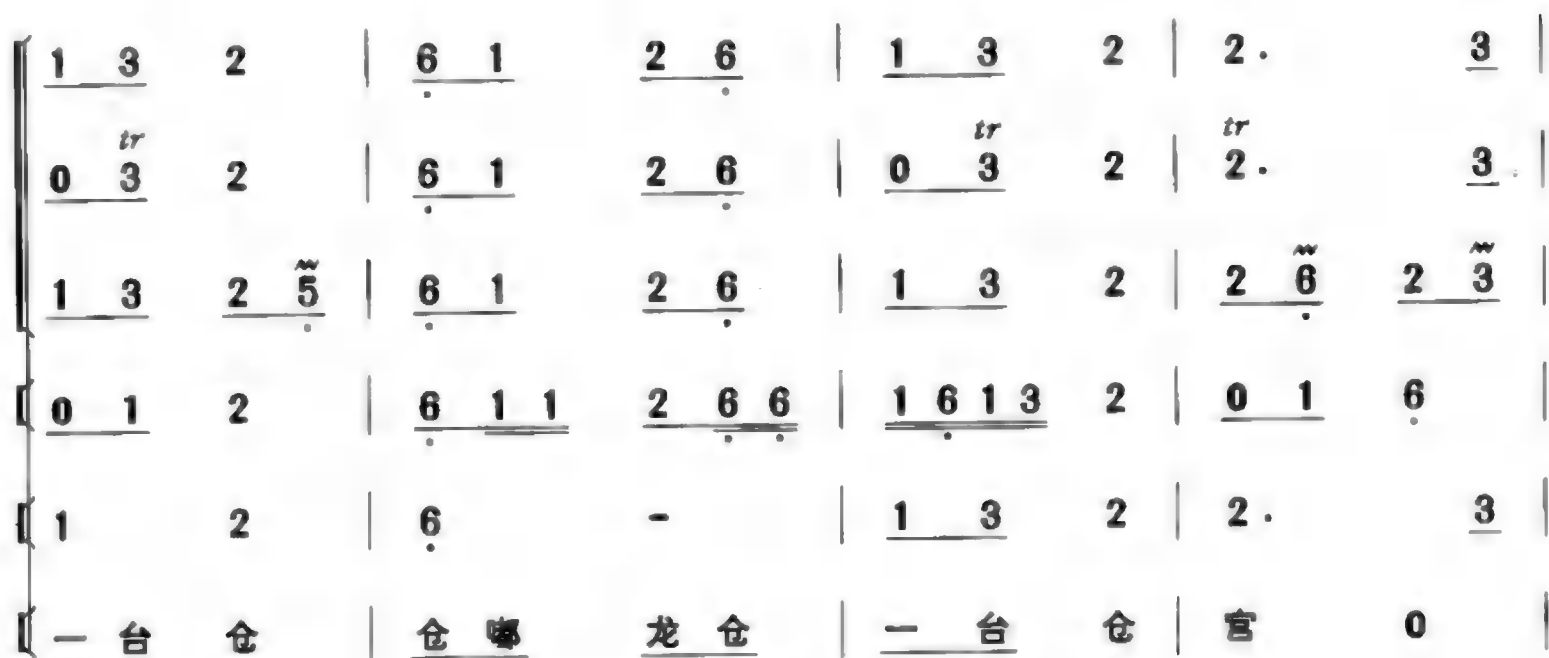 1 3 2 | 6̣ 1 2 6̣ | 1 3 2 | 2· 3 |
tr tr tr
0 3 2 | 6̣ 1 2 6̣ | 0 3 2 | 2· 3 |
1 3 2 5̣ | 6̣ 1 2 6̣ | 1 3 2 | 2 6̣ 2 3 |
0 1 2 | 6̣ 1 1 2 6̣ 6̣ | 1 6̣ 1 3 2 | 0 1 6̣ |
1 2 | 6̣ - | 1 3 2 | 2· 3 |
一 台 仓 | 仓 嘟 龙 仓 | 一 台 仓 | 宫 0 |